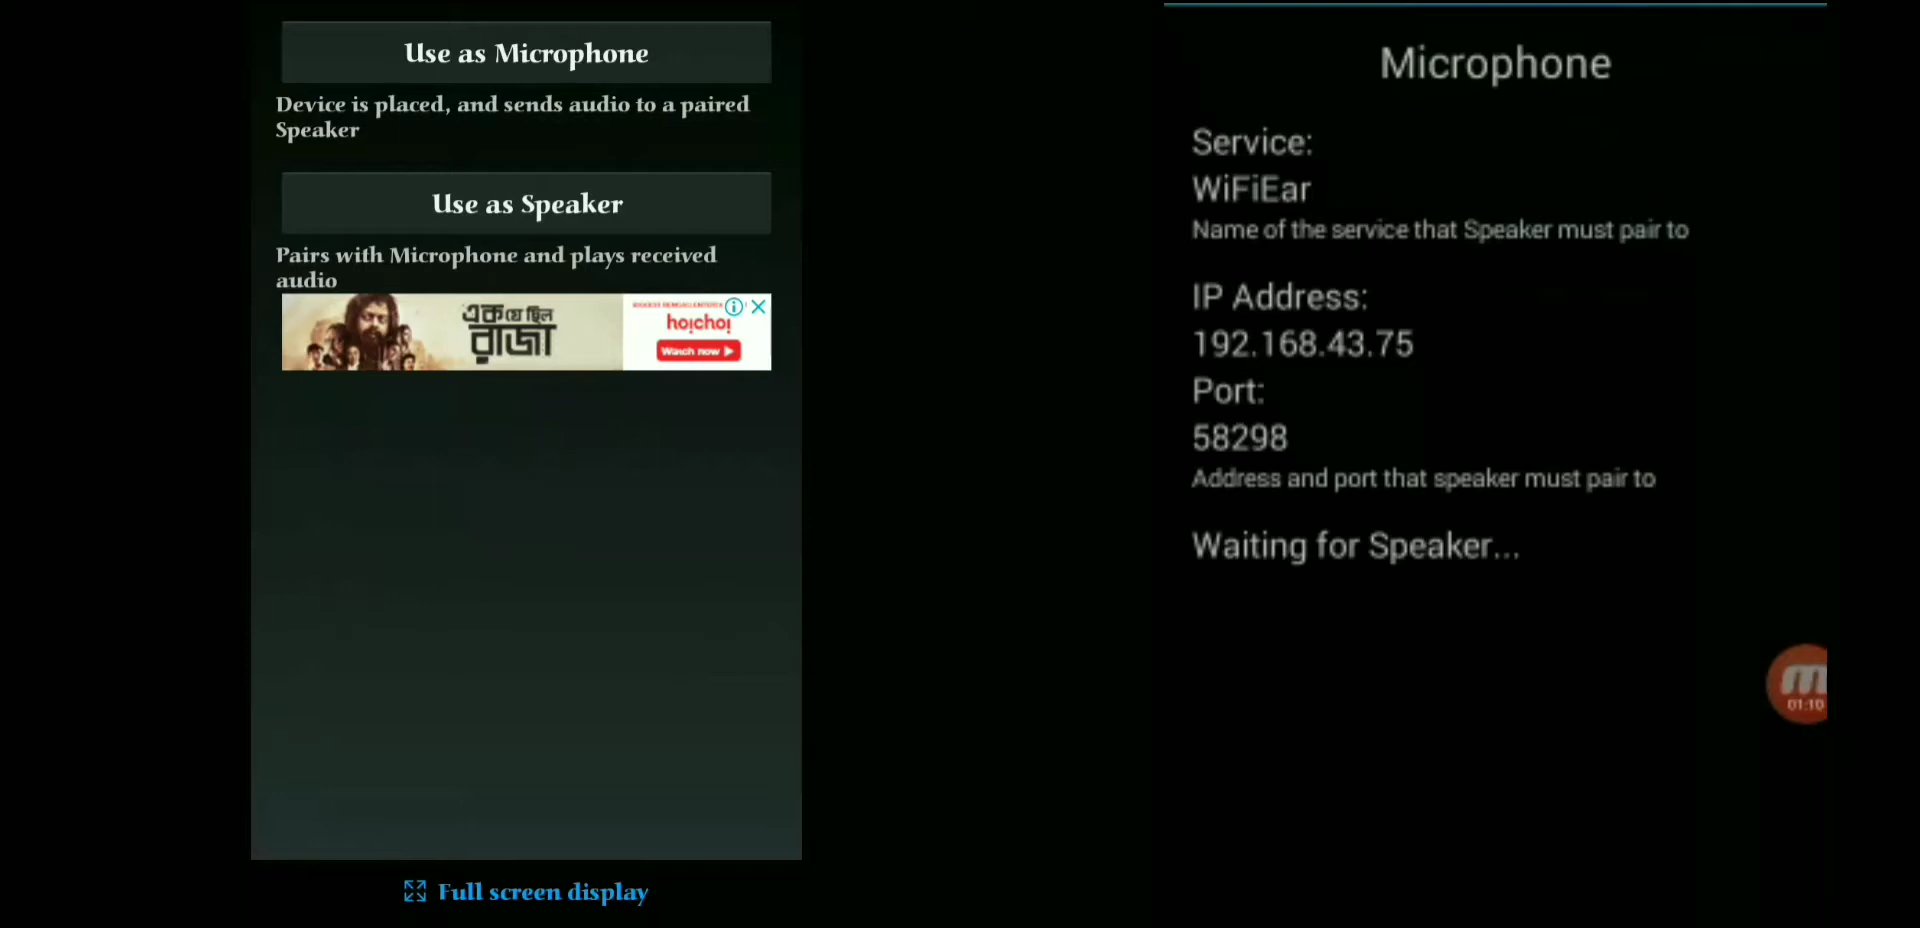 Use as Microphone
Device is placed, and sends audio to a paired
Speaker
Use as Speaker
Pairs with Microphone and plays received
audio
এক যে ছিল
রাজা
hoichoi
Watch now
Full screen display
Microphone
Service:
WiFiEar
Name of the service that Speaker must pair to
IP Address:
192.168.43.75
Port:
58298
Address and port that speaker must pair to
Waiting for Speaker...
01:10